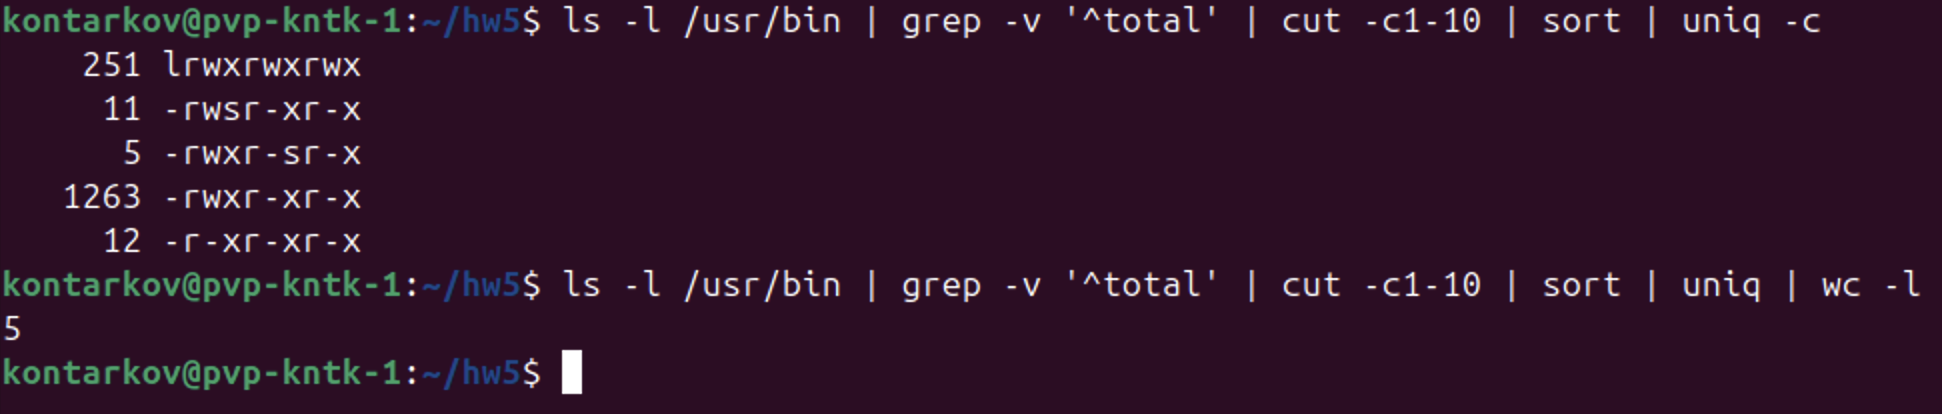 kontarkov@pvp-kntk-1:~/hw5$ ls -l /usr/bin | grep -v '^total' | cut -c1-10 | sort | uniq -c
    251 lrwxrwxrwx
     11 -rwsr-xr-x
      5 -rwxr-sr-x
   1263 -rwxr-xr-x
     12 -r-xr-xr-x
kontarkov@pvp-kntk-1:~/hw5$ ls -l /usr/bin | grep -v '^total' | cut -c1-10 | sort | uniq | wc -l
5
kontarkov@pvp-kntk-1:~/hw5$